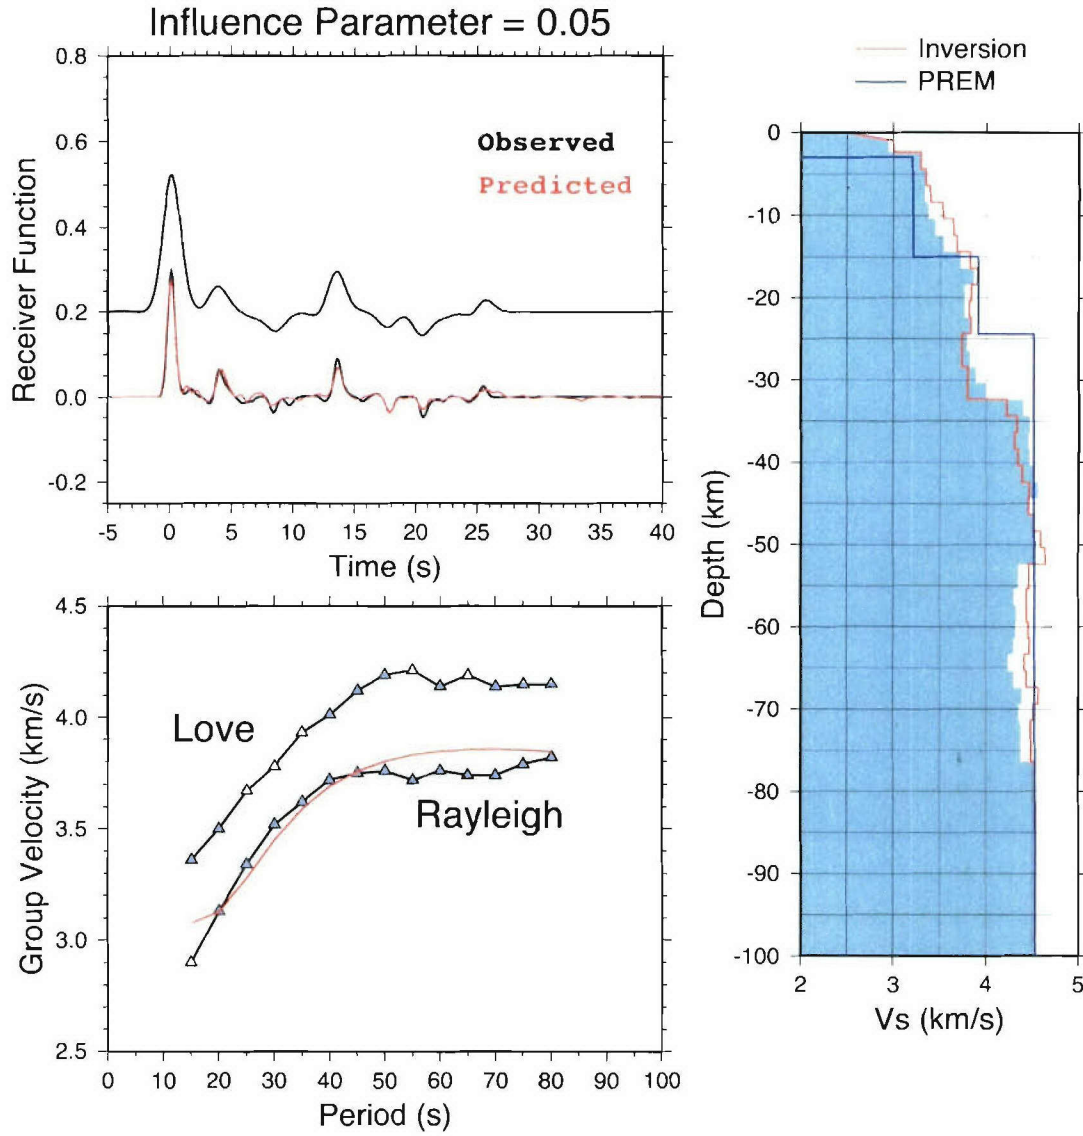 Influence Parameter = 0.05
0.8
0.6
0.4
0.2
0.0
-0.2
Receiver Function
Observed
Predicted
-5 0 5 10 15 20 25 30 35 40
Time (s)
4.5
4.0
3.5
3.0
2.5
Group Velocity (km/s)
Love
Rayleigh
0 10 20 30 40 50 60 70 80 90 100
Period (s)
Inversion
PREM
0
-10
-20
-30
-40
-50
-60
-70
-80
-90
-100
Depth (km)
2 3 4 5
Vs (km/s)